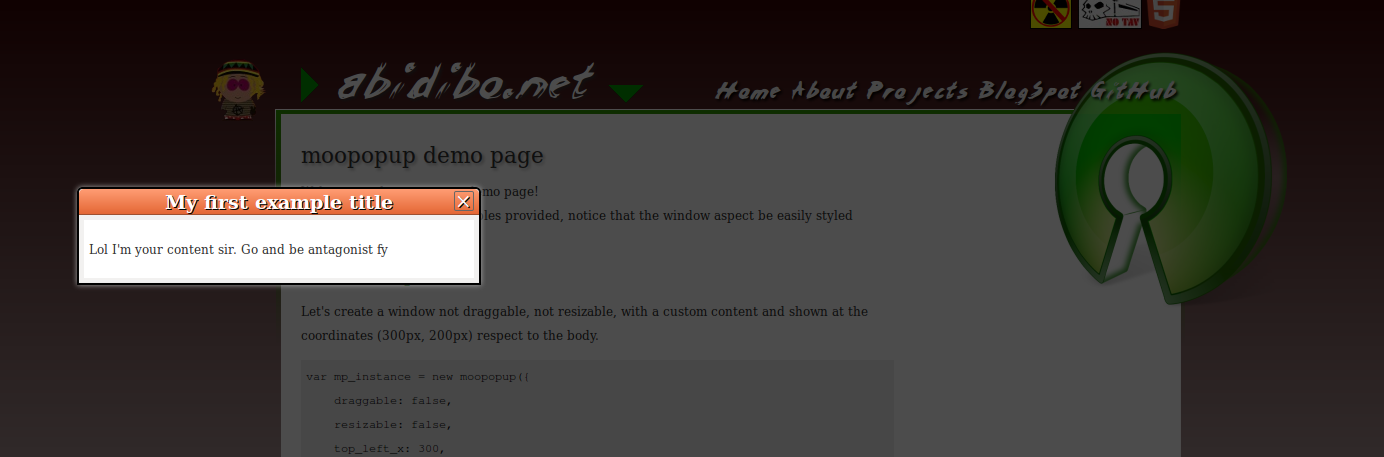 NO TAV
5
abidibo.net
Home About Projects BlogSpot GitHub
moopopup demo page
mo page!
My first example title
les provided, notice that the window aspect be easily styled
Lol I'm your content sir. Go and be antagonist fy
Let's create a window not draggable, not resizable, with a custom content and shown at the
coordinates (300px, 200px) respect to the body.
var mp_instance = new moopopup({
draggable: false,
resizable: false,
top_left_x: 300,